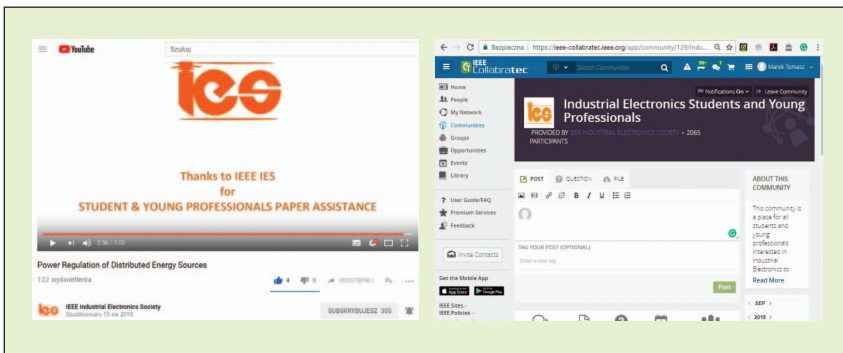 YouTube
Szukaj
ies
Thanks to IEEE IES
for
STUDENT & YOUNG PROFESSIONALS PAPER ASSISTANCE
Power Regulation of Distributed Energy Sources
122 wyświetlenia
4
0
UDOSTĘPNIJ
IEEE Industrial Electronics Society
Opublikowany 15 sie 2018
SUBSKRYBUJESZ 305
Bezpieczna | https://ieee-collabratec.ieee.org/app/community/129/Indu...
IEEE
Collabratec
Search Communities
Marek Tomasz
Home
People
My Network
Communities
Groups
Opportunities
Events
Library
? User Guide/FAQ
Premium Services
Feedback
Invite Contacts
Get the Mobile App
App Store
Google Play
IEEE Sites
IEEE Policies
Notifications On
Leave Community
ies
Industrial Electronics Students and Young
Professionals
PROVIDED BY IEEE INDUSTRIAL ELECTRONICS SOCIETY • 2065
PARTICIPANTS
POST
QUESTION
FILE
B I U
TAG YOUR POST (OPTIONAL)
Enter a new tag
Post
ABOUT THIS
COMMUNITY
This community is
a place for all
students and
young
professionals
interested in
Industrial
Electronics to
Read More
SEP
2018